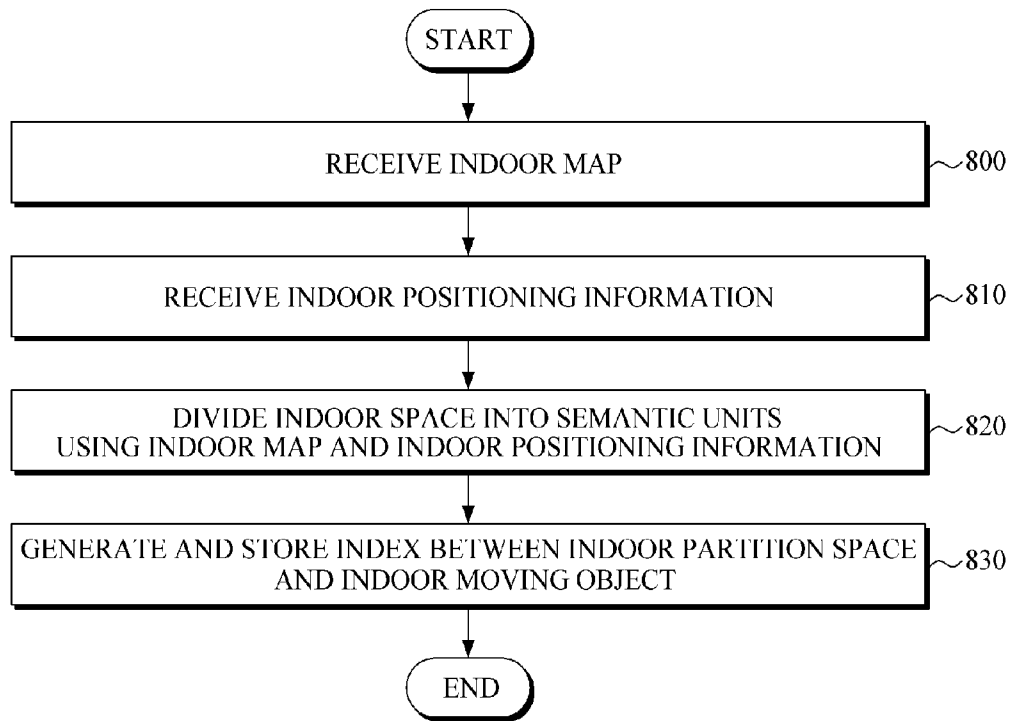 START
RECEIVE INDOOR MAP
800
RECEIVE INDOOR POSITIONING INFORMATION
810
DIVIDE INDOOR SPACE INTO SEMANTIC UNITS
USING INDOOR MAP AND INDOOR POSITIONING INFORMATION
820
GENERATE AND STORE INDEX BETWEEN INDOOR PARTITION SPACE
AND INDOOR MOVING OBJECT
830
END